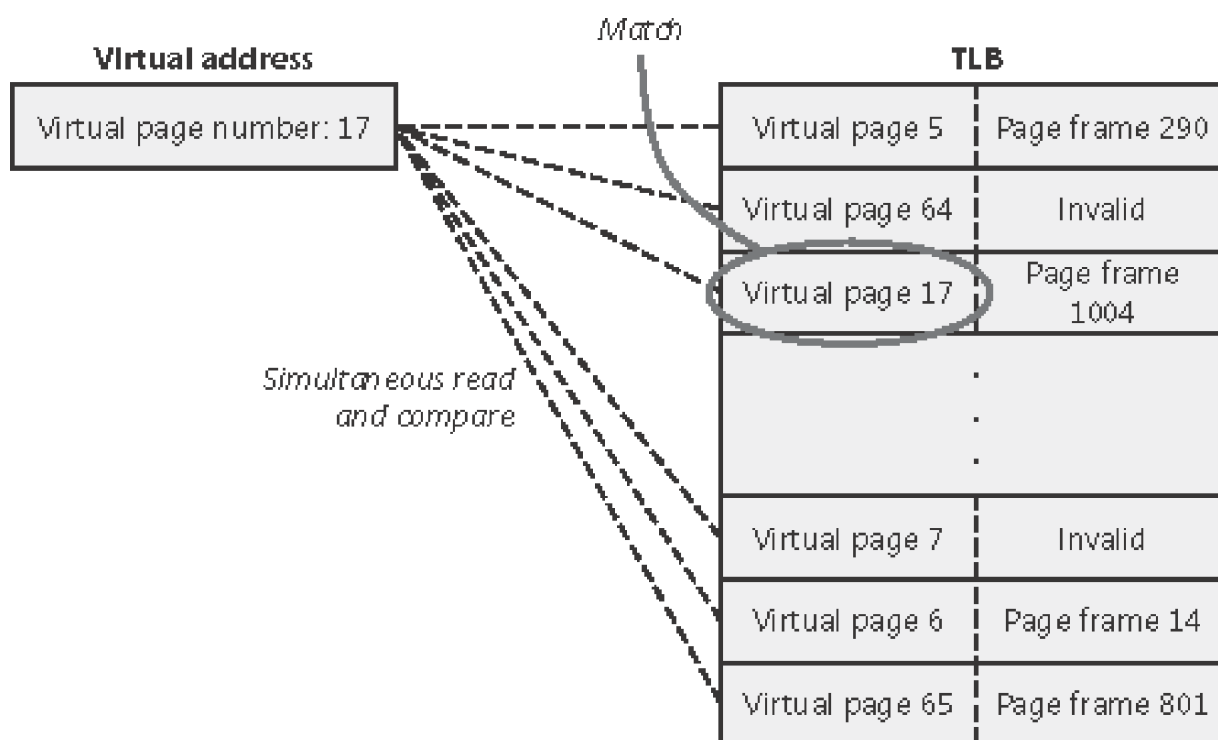 Match
Virtual address
TLB
Virtual page number: 17
Virtual page 5
Page frame 290
Virtual page 64
Invalid
Virtual page 17
Page frame
1004
Simultaneous read
and compare
.
.
.
Virtual page 7
Invalid
Virtual page 6
Page frame 14
Virtual page 65
Page frame 801